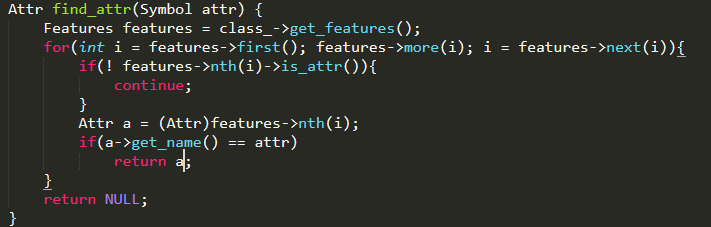 Attr find_attr(Symbol attr) {
    Features features = class_->get_features();
    for(int i = features->first(); features->more(i); i = features->next(i)){
        if(! features->nth(i)->is_attr()){
            continue;
        }
        Attr a = (Attr)features->nth(i);
        if(a->get_name() == attr)
            return a;
    }
    return NULL;
}